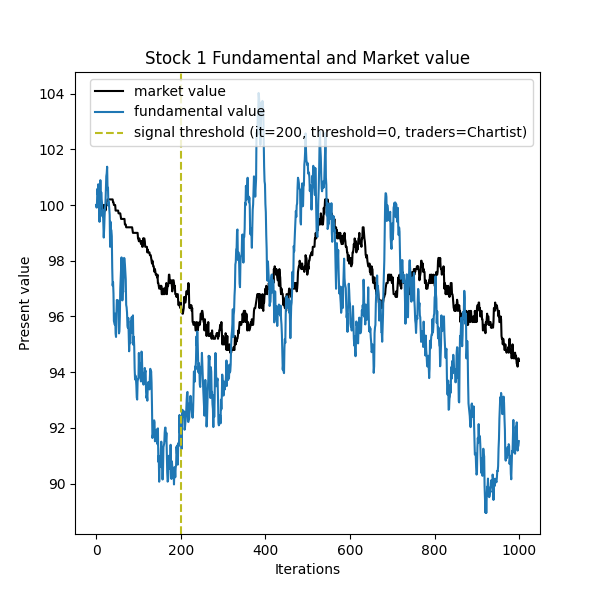 Stock 1 Fundamental and Market value
market value
fundamental value
signal threshold (it=200, threshold=0, traders=Chartist)
104
102
100
98
96
94
92
90
Present value
0 200 400 600 800 1000
Iterations